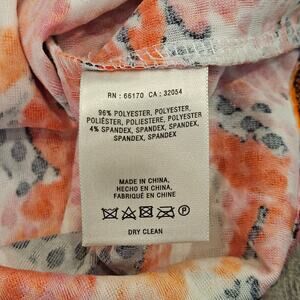 RN : 66170 CA : 32054
96% POLYESTER, POLYESTER,
POLIÉSTER, POLIESTERE, POLYESTER
4% SPANDEX, SPANDEX, SPANDEX,
SPANDEX, SPANDEX
MADE IN CHINA,
HECHO EN CHINA,
FABRIQUÉ EN CHINE
DRY CLEAN